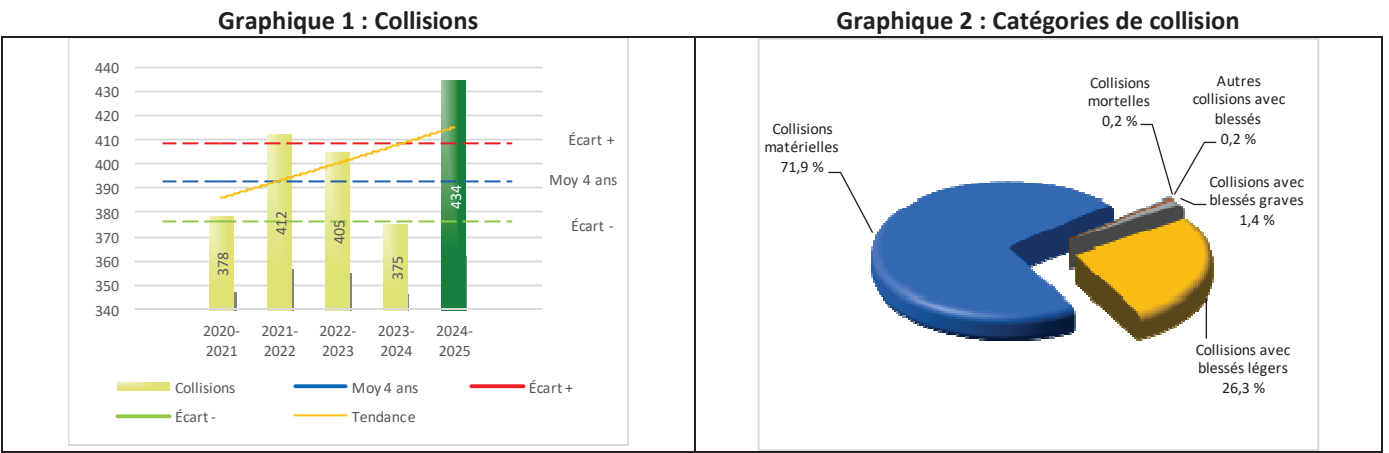 Graphique 1 : Collisions
440
430
420
410
400
390
380
370
360
350
340
378
412
405
375
434
Écart +
Moy 4 ans
Écart -
2020-
2021
2021-
2022
2022-
2023
2023-
2024
2024-
2025
Collisions
Moy 4 ans
Écart +
Écart -
Tendance
Graphique 2 : Catégories de collision
Collisions
matérielles
71,9 %
Collisions
mortelles
0,2 %
Autres
collisions avec
blessés
0,2 %
Collisions avec
blessés graves
1,4 %
Collisions avec
blessés légers
26,3 %